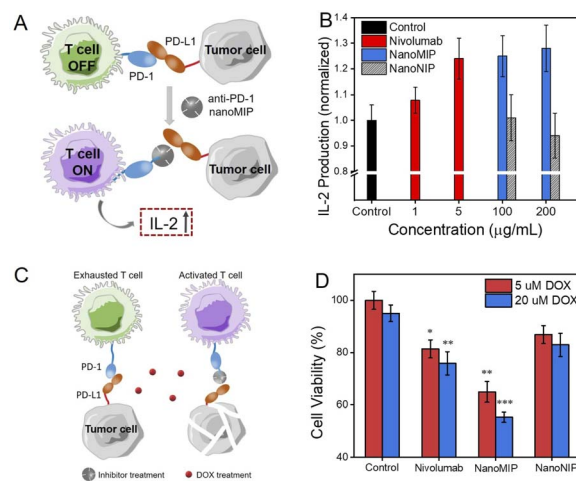 A
T cell
OFF
PD-1
PD-L1
Tumor cell
anti-PD-1
nanoMIP
T cell
ON
Tumor cell
IL-2
B
IL-2 Production (normalized)
1.4
1.3
1.2
1.1
1.0
0.9
0.8
Control
Nivolumab
NanoMIP
NanoNIP
Control 1 5 100 200
Concentration (μg/mL)
C
Exhausted T cell
Activated T cell
PD-1
PD-L1
Tumor cell
Inhibitor treatment
DOX treatment
D
Cell Viability (%)
100
80
60
40
5 uM DOX
20 uM DOX
*
**
**
***
Control Nivolumab NanoMIP NanoNIP